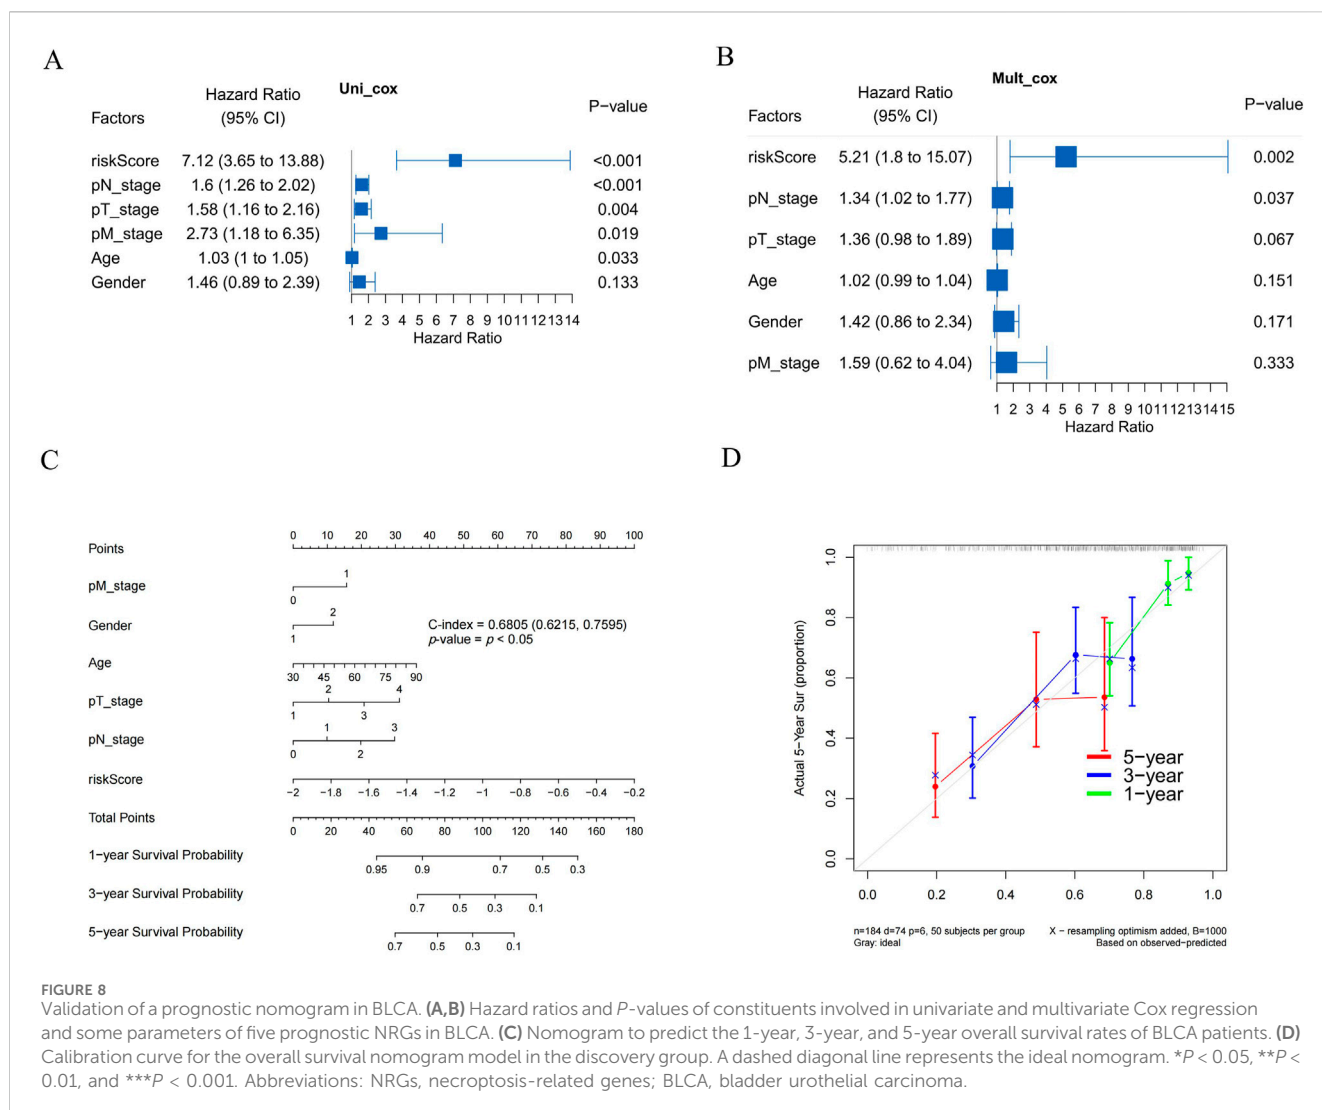 A
Uni_cox
Factors Hazard Ratio (95% CI) P−value
riskScore 7.12 (3.65 to 13.88) <0.001
pN_stage 1.6 (1.26 to 2.02) <0.001
pT_stage 1.58 (1.16 to 2.16) 0.004
pM_stage 2.73 (1.18 to 6.35) 0.019
Age 1.03 (1 to 1.05) 0.033
Gender 1.46 (0.89 to 2.39) 0.133
1 2 3 4 5 6 7 8 9 10 11 12 13 14
Hazard Ratio
B
Mult_cox
Factors Hazard Ratio (95% CI) P−value
riskScore 5.21 (1.8 to 15.07) 0.002
pN_stage 1.34 (1.02 to 1.77) 0.037
pT_stage 1.36 (0.98 to 1.89) 0.067
Age 1.02 (0.99 to 1.04) 0.151
Gender 1.42 (0.86 to 2.34) 0.171
pM_stage 1.59 (0.62 to 4.04) 0.333
1 2 3 4 5 6 7 8 9 10 11 12 13 14 15
Hazard Ratio
C
Points 0 10 20 30 40 50 60 70 80 90 100
pM_stage 0 1
Gender 1 2
C-index = 0.6805 (0.6215, 0.7595)
p-value = p < 0.05
Age 30 45 60 75 90
pT_stage 1 2 3 4
pN_stage 0 1 2 3
riskScore −2 −1.8 −1.6 −1.4 −1.2 −1 −0.8 −0.6 −0.4 −0.2
Total Points 0 20 40 60 80 100 120 140 160 180
1−year Survival Probability 0.95 0.9 0.7 0.5 0.3
3−year Survival Probability 0.7 0.5 0.3 0.1
5−year Survival Probability 0.7 0.5 0.3 0.1
D
Actual 5−Year Sur (proportion)
1.0
0.8
0.6
0.4
0.2
0.0
5−year
3−year
1−year
0.0 0.2 0.4 0.6 0.8 1.0
n=184 d=74 p=6, 50 subjects per group X − resampling optimism added, B=1000
Gray: ideal Based on observed−predicted
FIGURE 8
Validation of a prognostic nomogram in BLCA. (A,B) Hazard ratios and P-values of constituents involved in univariate and multivariate Cox regression
and some parameters of five prognostic NRGs in BLCA. (C) Nomogram to predict the 1-year, 3-year, and 5-year overall survival rates of BLCA patients. (D)
Calibration curve for the overall survival nomogram model in the discovery group. A dashed diagonal line represents the ideal nomogram. *P < 0.05, **P <
0.01, and ***P < 0.001. Abbreviations: NRGs, necroptosis-related genes; BLCA, bladder urothelial carcinoma.